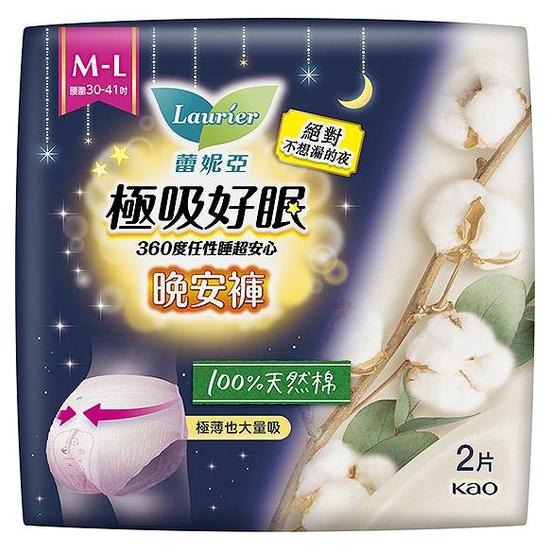 M-L
腰圍30-41吋
Laurier
蕾妮亞
絕對
不想漏的夜
極吸好眠
360度任性睡超安心
晚安褲
100%天然棉
極薄也大量吸
2片
Kao